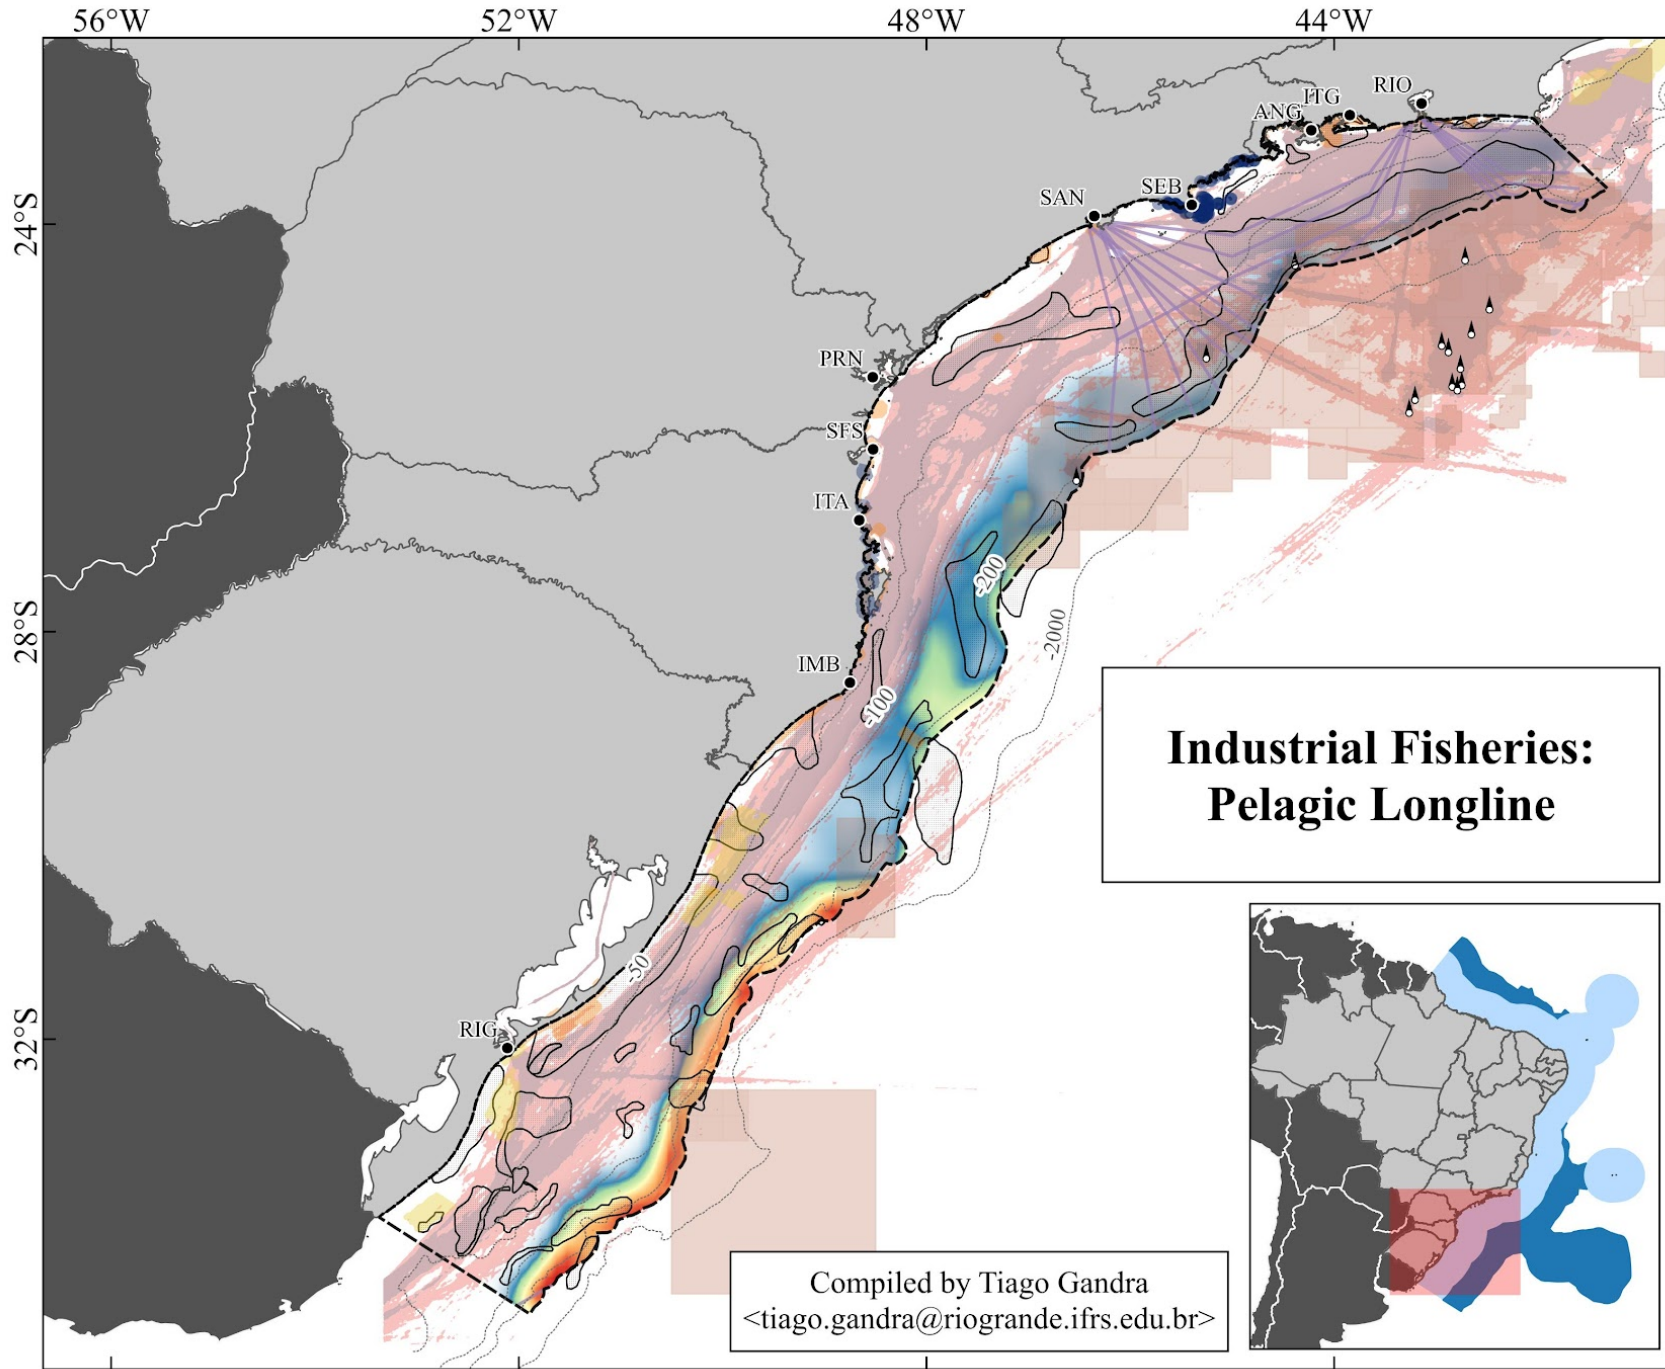 56°W 52°W 48°W 44°W
24°S
28°S
32°S
RIO
ITG
ANG
SEB
SAN
PRN
SFS
ITA
IMB
RIG
-200
-2000
-100
-50
Industrial Fisheries:
Pelagic Longline
Compiled by Tiago Gandra
<tiago.gandra@riogrande.ifrs.edu.br>